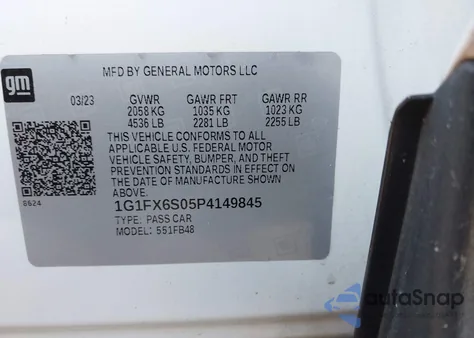 gm
MFD BY GENERAL MOTORS LLC
03/23 GVWR GAWR FRT GAWR RR
2058 KG 1035 KG 1023 KG
4536 LB 2281 LB 2255 LB
THIS VEHICLE CONFORMS TO ALL
APPLICABLE U.S. FEDERAL MOTOR
VEHICLE SAFETY, BUMPER, AND THEFT
PREVENTION STANDARDS IN EFFECT ON
THE DATE OF MANUFACTURE SHOWN
ABOVE.
8624
1G1FX6S05P4149845
TYPE: PASS CAR
MODEL: 551FB48
autoSnap